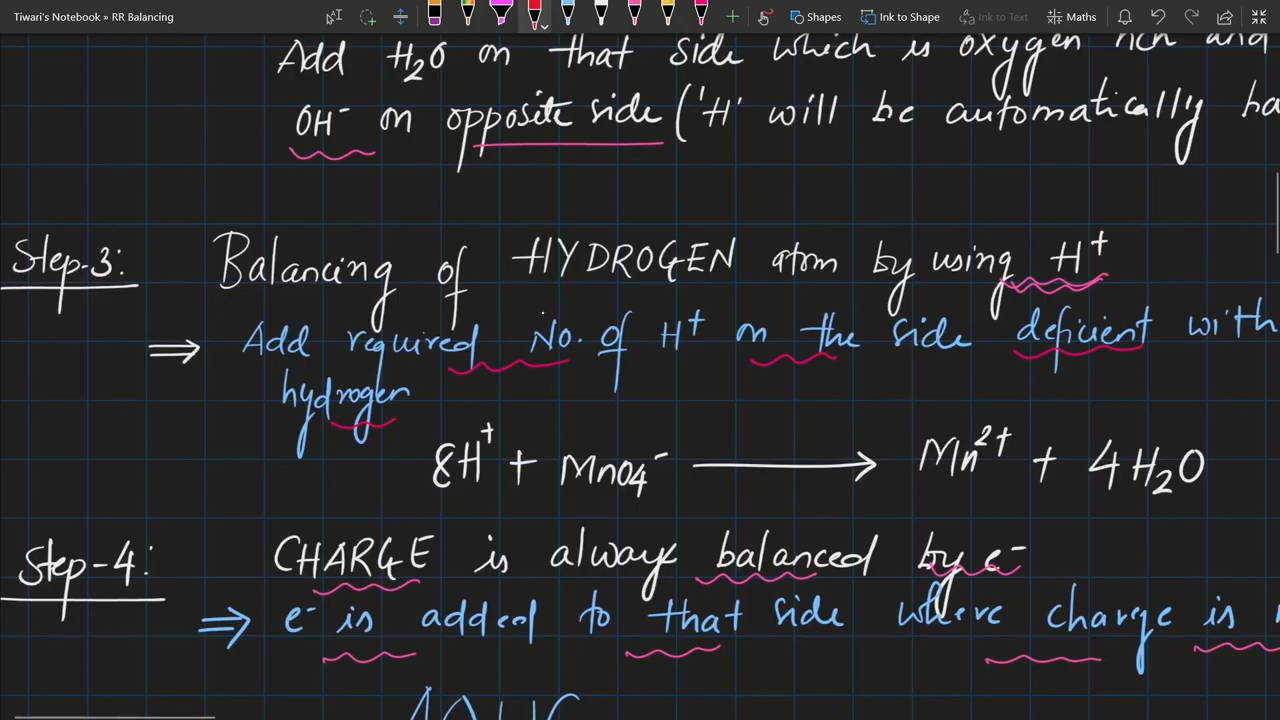 Tiwari's Notebook » RR Balancing
Shapes Ink to Shape Ink to Text Maths
Add H₂O on that side which is oxygen rich and
OH⁻ on opposite side ('H' will be automatically
Step-3: Balancing of HYDROGEN atom by using H⁺
⇒ Add required No. of H⁺ on the side deficient with
hydrogen
8H⁺ + MnO4⁻ ⟶ Mn²⁺ + 4H₂O
Step-4: CHARGE is always balanced by e⁻
⇒ e⁻ is added to that side where charge is